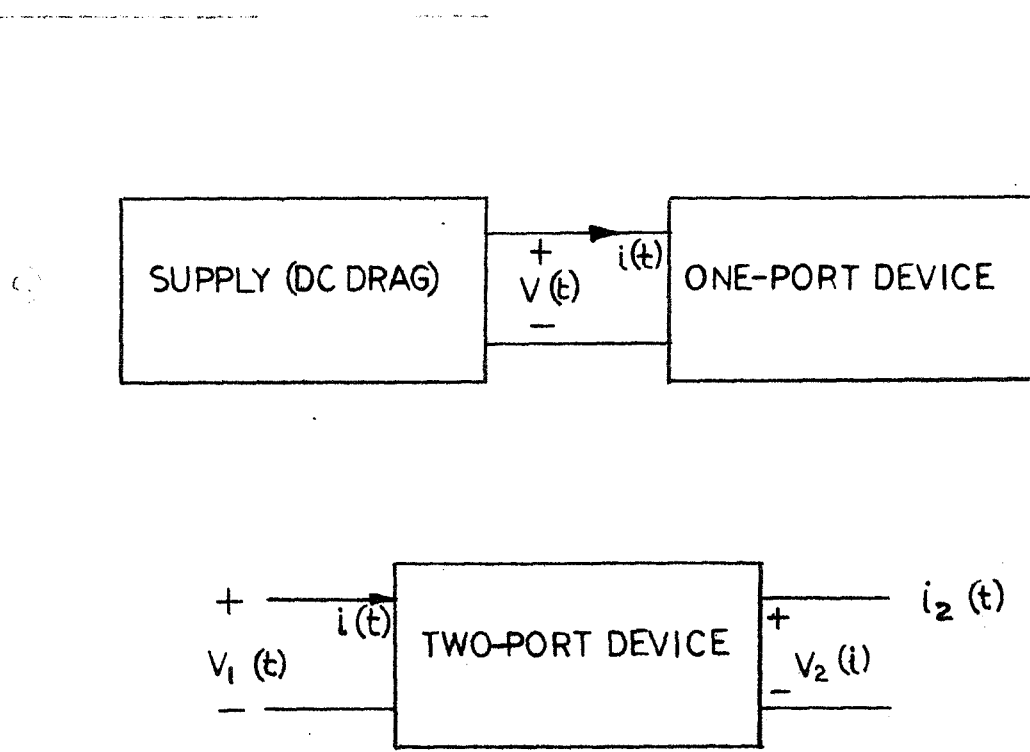 SUPPLY (DC DRAG)
+
V(t)
−
i(t)
ONE-PORT DEVICE
+
V₁ (t)
−
i(t)
TWO-PORT DEVICE
+
V₂ (i)
−
i₂ (t)